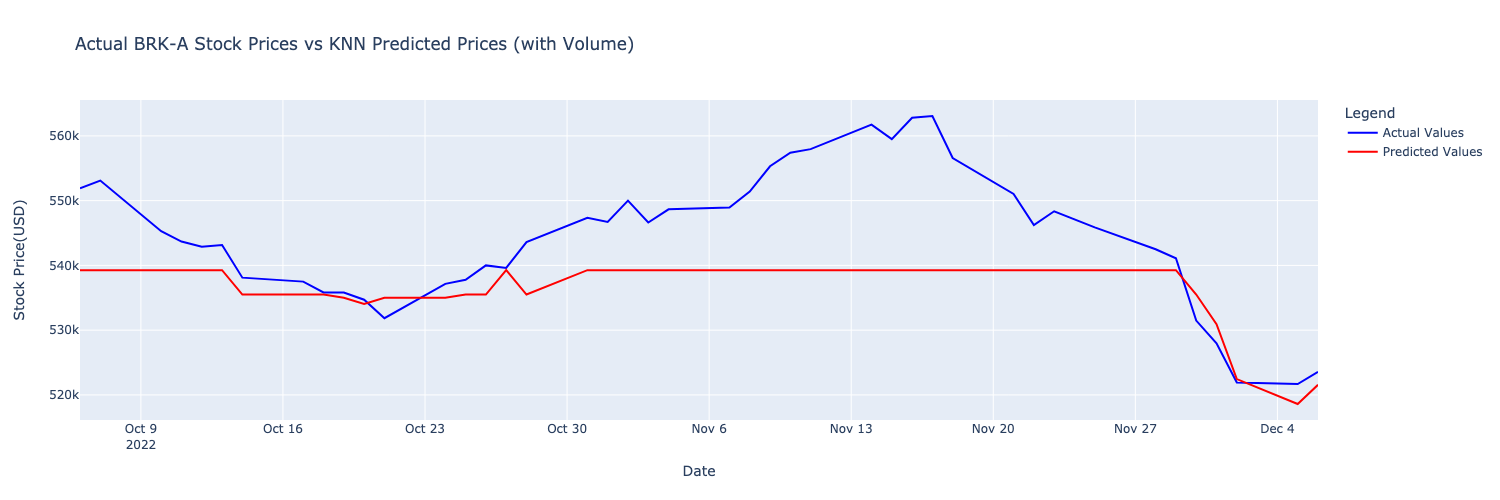 Actual BRK-A Stock Prices vs KNN Predicted Prices (with Volume)
Legend
Actual Values
Predicted Values
Stock Price(USD)
560k
550k
540k
530k
520k
Oct 9 Oct 16 Oct 23 Oct 30 Nov 6 Nov 13 Nov 20 Nov 27 Dec 4
2022
Date